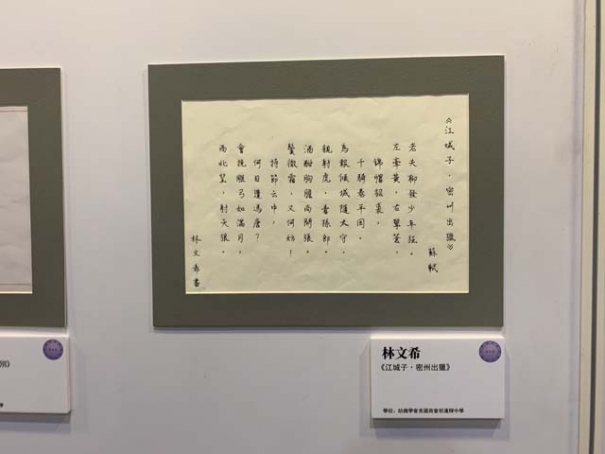 《江城子·密州出獵》
蘇軾
老夫聊發少年狂，
左牽黃，右擎蒼，
錦帽貂裘，
千騎卷平岡。
為報傾城隨太守，
親射虎，看孫郎。
酒酣胸膽尚開張。
鬢微霜，又何妨！
持節云中，
何日遣馮唐？
會挽雕弓如滿月，
西北望，射天狼。
林文希書
林文希
《江城子·密州出獵》
學校：